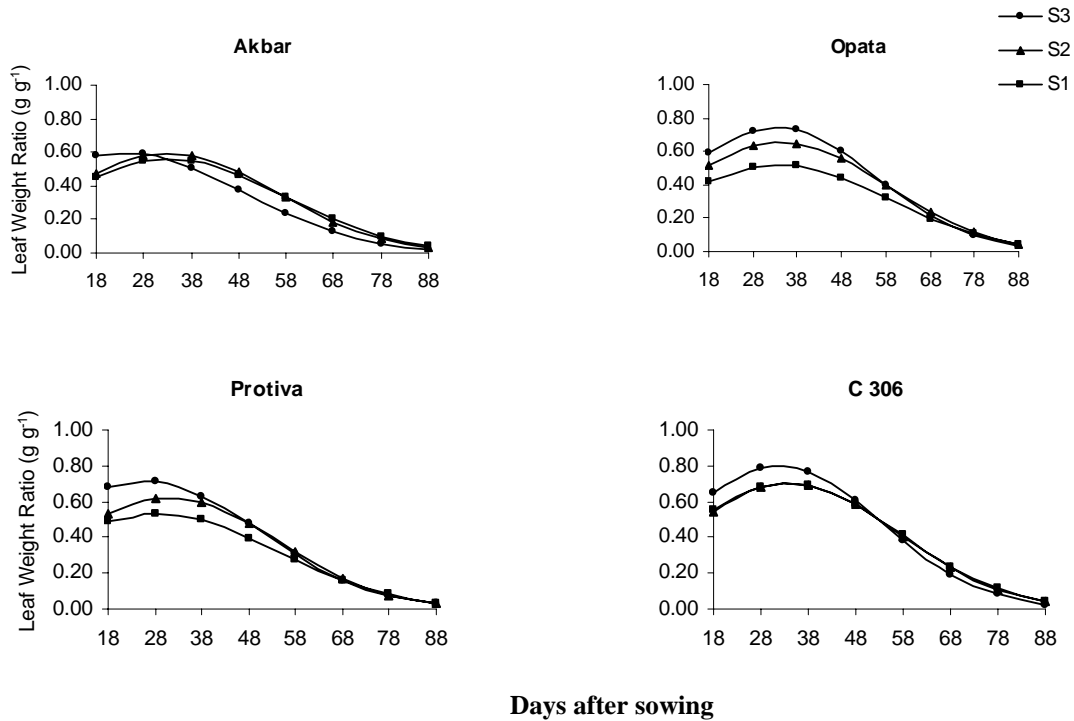 S3
S2
S1
Akbar
Leaf Weight Ratio (g g⁻¹)
1.00
0.80
0.60
0.40
0.20
0.00
18 28 38 48 58 68 78 88
Opata
1.00
0.80
0.60
0.40
0.20
0.00
18 28 38 48 58 68 78 88
Protiva
Leaf Weight Ratio (g g⁻¹)
1.00
0.80
0.60
0.40
0.20
0.00
18 28 38 48 58 68 78 88
C 306
1.00
0.80
0.60
0.40
0.20
0.00
18 28 38 48 58 68 78 88
Days after sowing